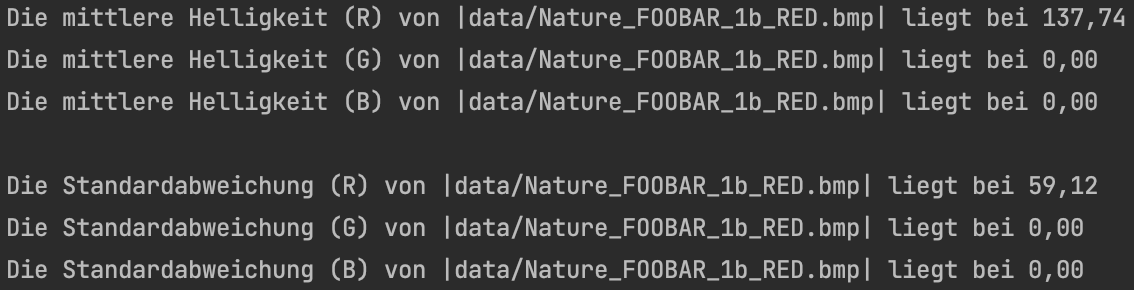 Die mittlere Helligkeit (R) von |data/Nature_FOOBAR_1b_RED.bmp| liegt bei 137,74
Die mittlere Helligkeit (G) von |data/Nature_FOOBAR_1b_RED.bmp| liegt bei 0,00
Die mittlere Helligkeit (B) von |data/Nature_FOOBAR_1b_RED.bmp| liegt bei 0,00
Die Standardabweichung (R) von |data/Nature_FOOBAR_1b_RED.bmp| liegt bei 59,12
Die Standardabweichung (G) von |data/Nature_FOOBAR_1b_RED.bmp| liegt bei 0,00
Die Standardabweichung (B) von |data/Nature_FOOBAR_1b_RED.bmp| liegt bei 0,00